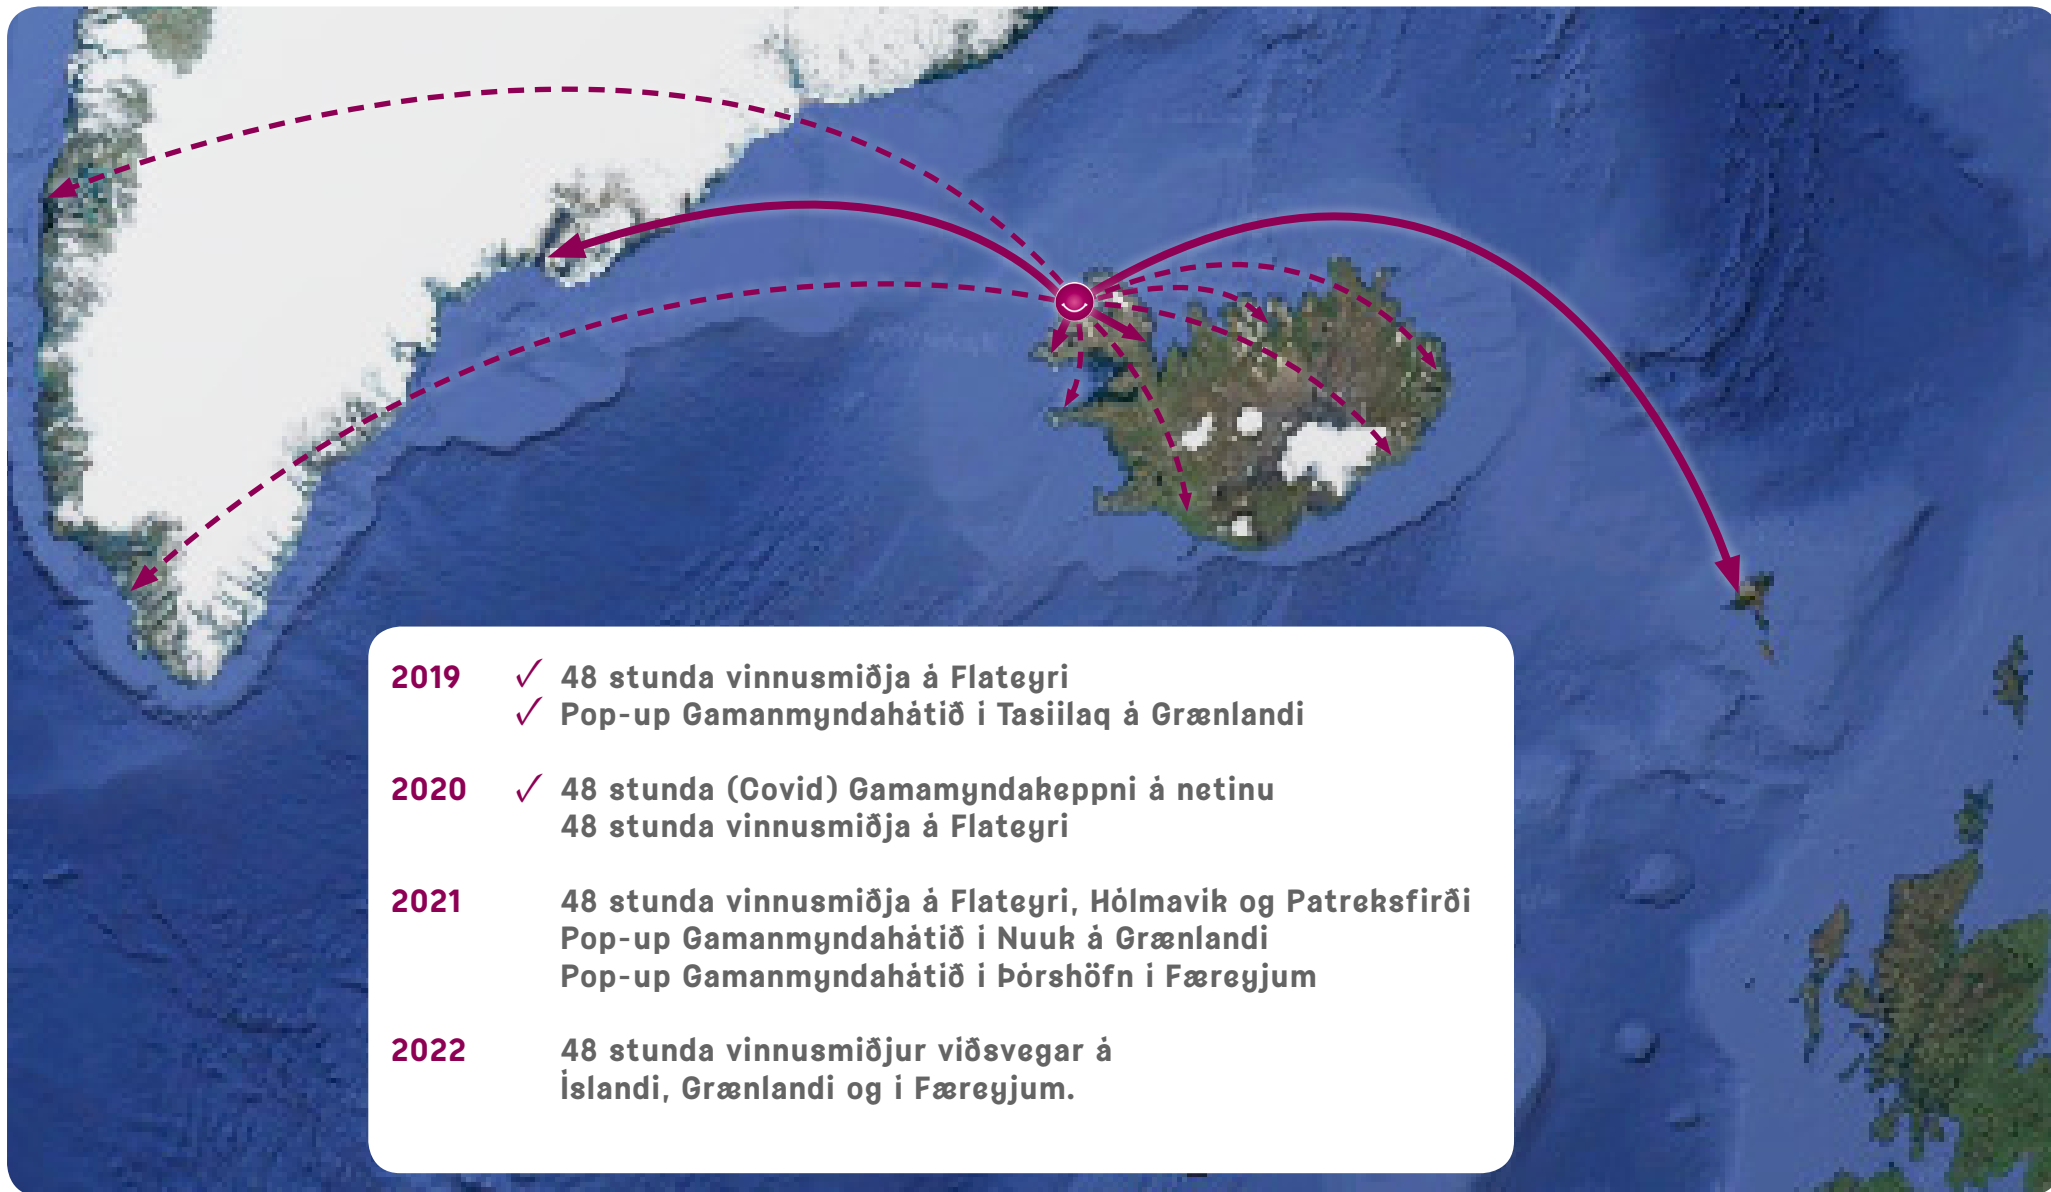 2019 ✓ 48 stunda vinnusmiðja á Flateyri
✓ Pop-up Gamanmyndahátíð í Tasiilaq á Grænlandi
2020 ✓ 48 stunda (Covid) Gamamyndakeppni á netinu
48 stunda vinnusmiðja á Flateyri
2021 48 stunda vinnusmiðja á Flateyri, Hólmavík og Patreksfirði
Pop-up Gamanmyndahátíð í Nuuk á Grænlandi
Pop-up Gamanmyndahátíð í Þórshöfn í Færeyjum
2022 48 stunda vinnusmiðjur víðsvegar á
Íslandi, Grænlandi og í Færeyjum.